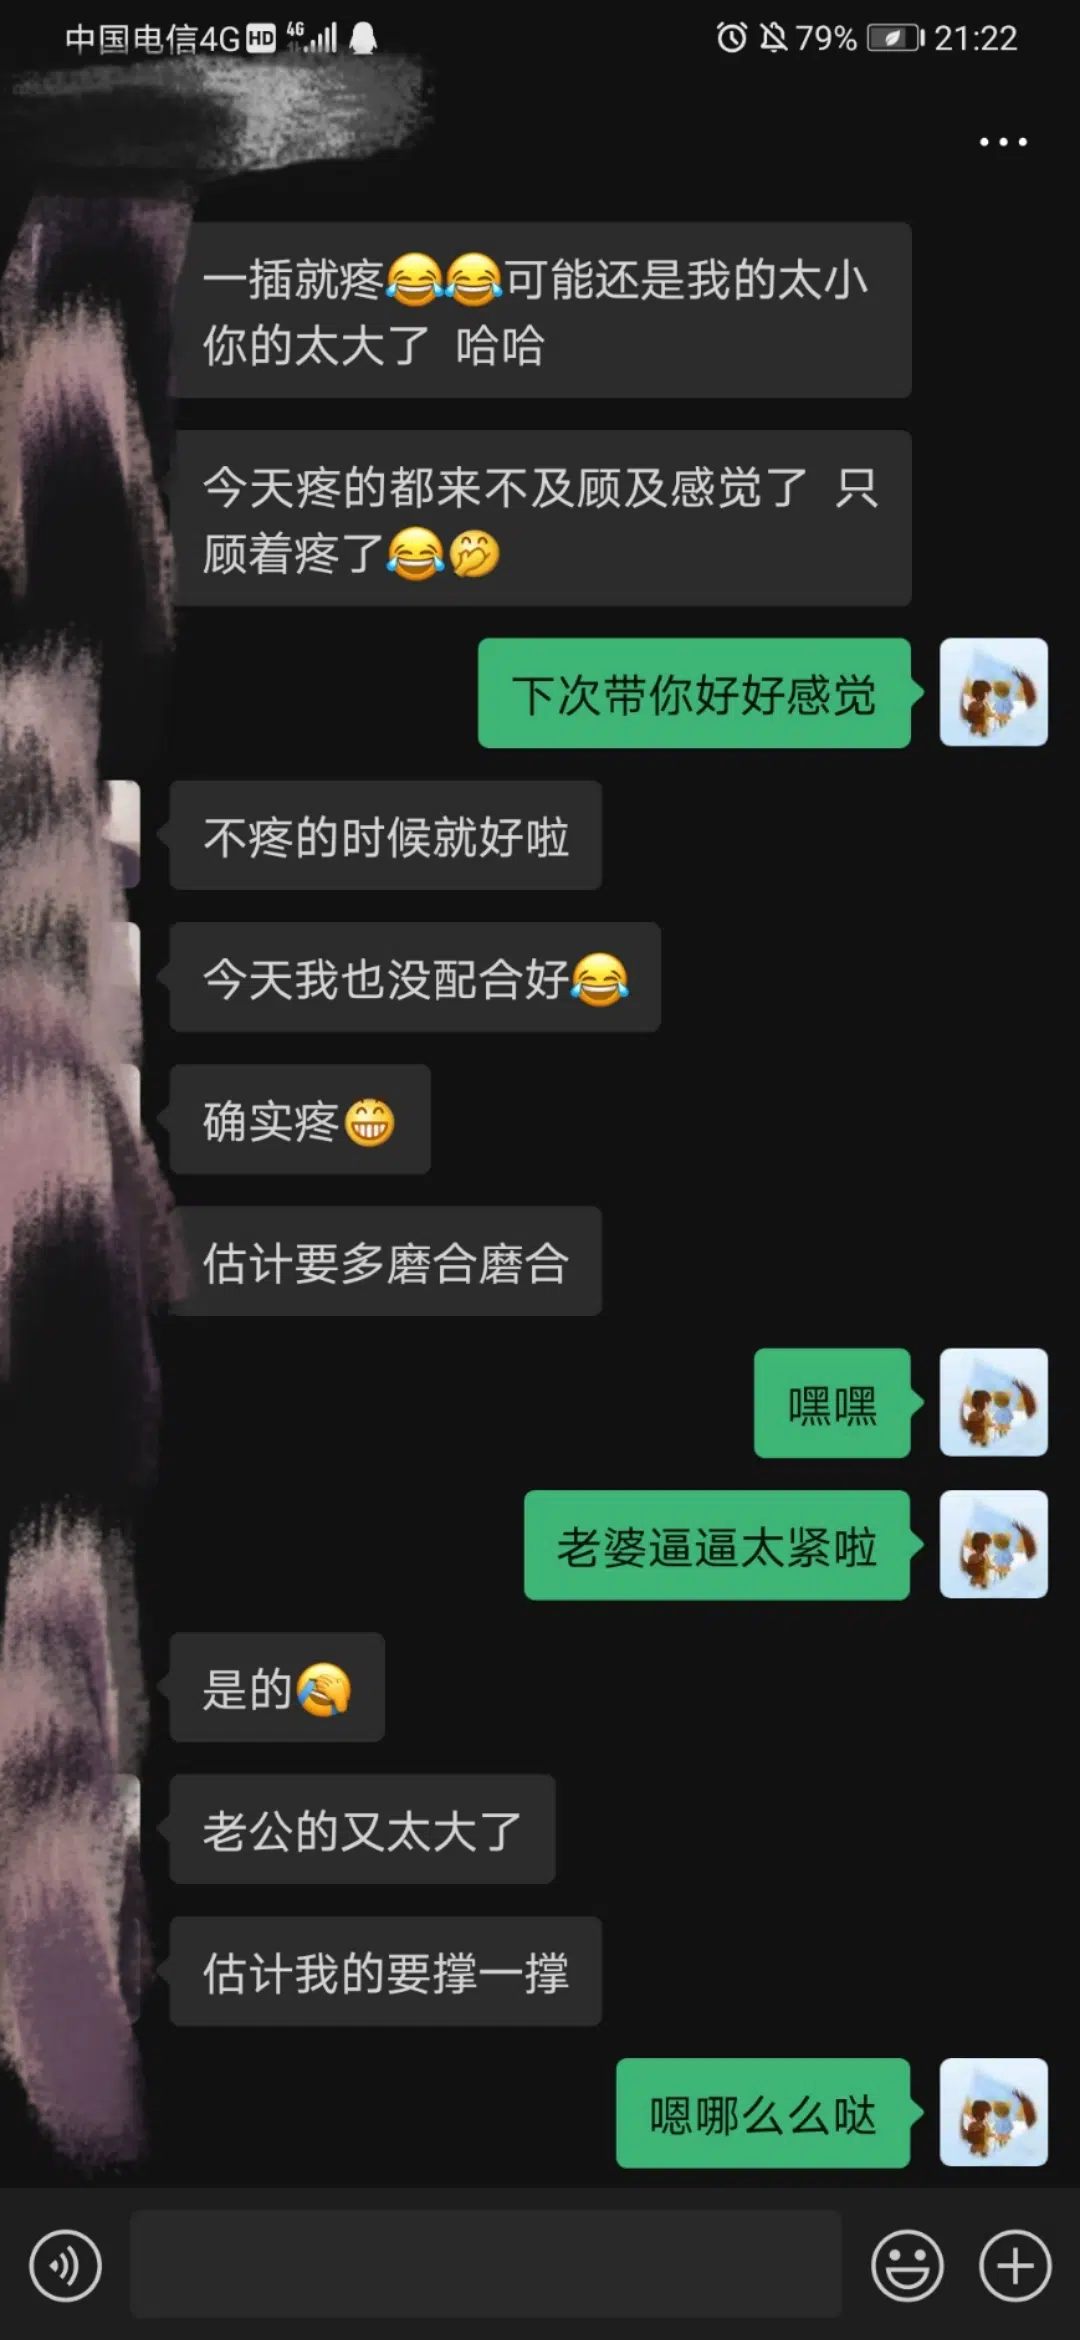 中国电信4G HD 4G 79% 21:22
一插就疼😂😂可能还是我的太小
你的太大了 哈哈
今天疼的都来不及顾及感觉了 只
顾着疼了😂🤭
下次带你好好感觉
不疼的时候就好啦
今天我也没配合好😂
确实疼😁
估计要多磨合磨合
嘿嘿
老婆逼逼太紧啦
是的🤦
老公的又太大了
估计我的要撑一撑
嗯哪么么哒